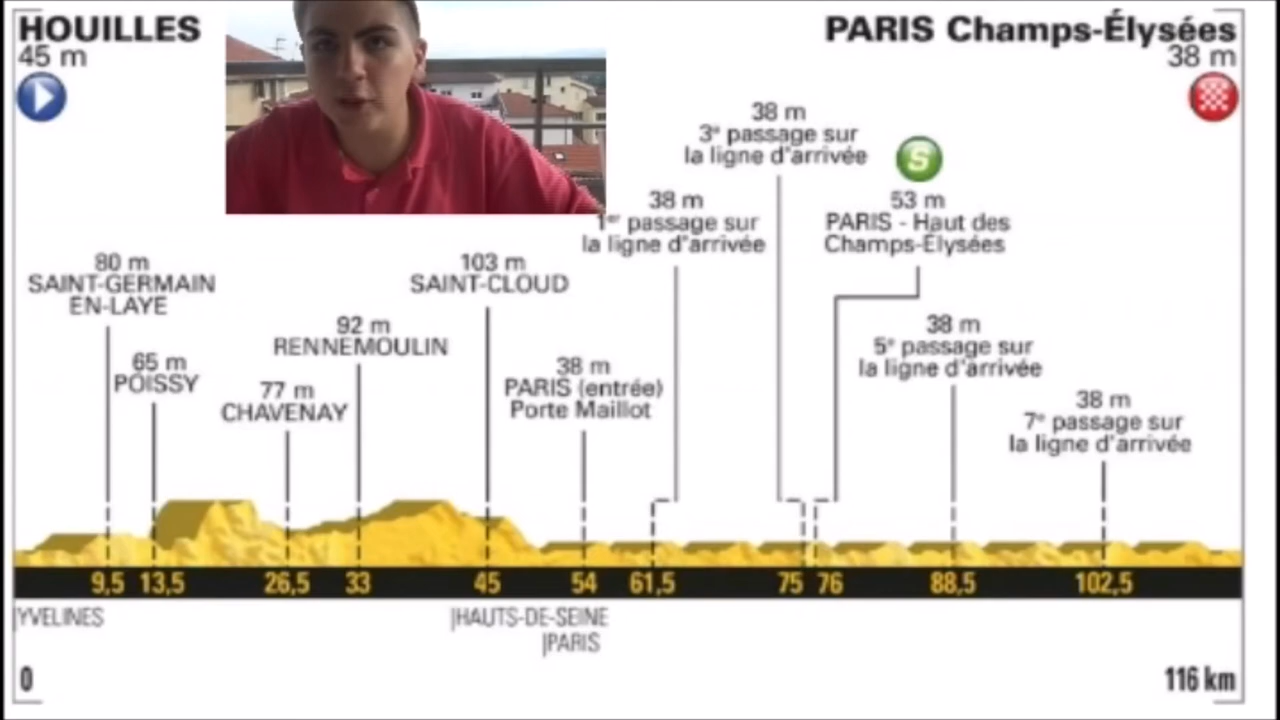 HOUILLES
45 m
PARIS Champs-Élysées
38 m
38 m
3e passage sur
la ligne d'arrivée
S
38 m
1er passage sur
la ligne d'arrivée
53 m
PARIS - Haut des
Champs-Elysées
80 m
SAINT-GERMAIN
EN-LAYE
103 m
SAINT-CLOUD
92 m
RENNEMOULIN
38 m
5e passage sur
la ligne d'arrivée
65 m
POISSY
77 m
CHAVENAY
38 m
PARIS (entrée)
Porte Maillot
38 m
7e passage sur
la ligne d'arrivée
9,5 13,5 26,5 33 45 54 61,5 75 76 88,5 102,5
YVELINES
HAUTS-DE-SEINE
PARIS
0
116 km